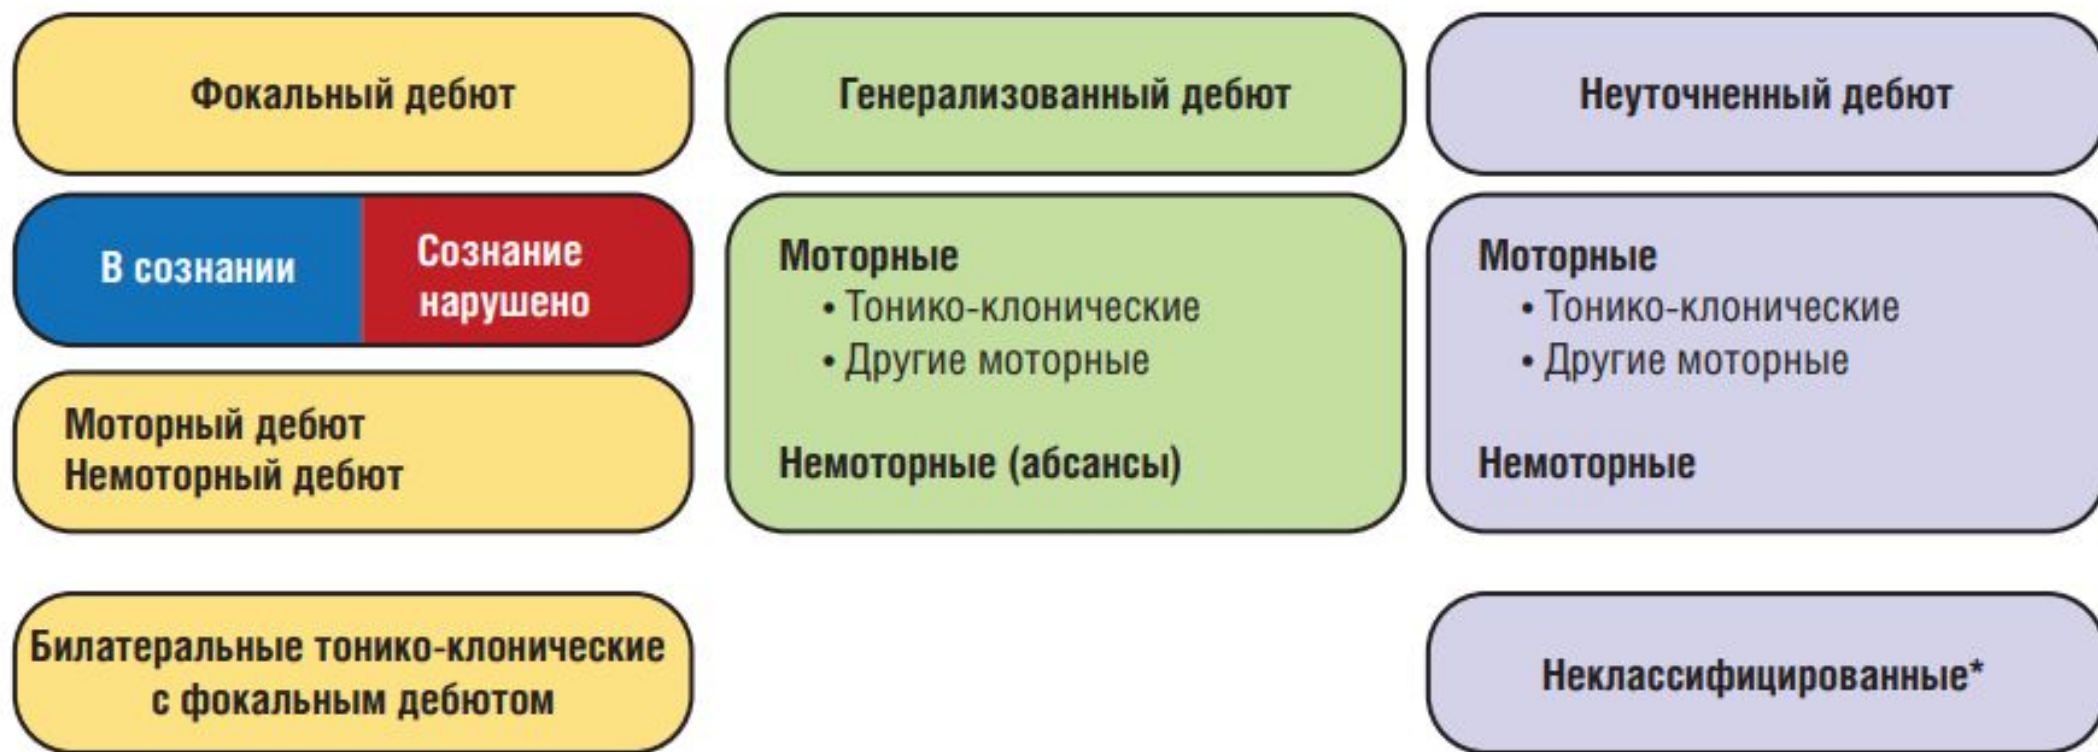 Фокальный дебют
В сознании
Сознание
нарушено
Моторный дебют
Немоторный дебют
Билатеральные тонико-клонические
с фокальным дебютом
Генерализованный дебют
Моторные
• Тонико-клонические
• Другие моторные
Немоторные (абсансы)
Неуточненный дебют
Моторные
• Тонико-клонические
• Другие моторные
Немоторные
Неклассифицированные*